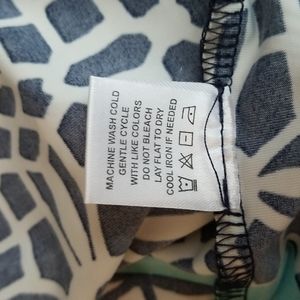 MACHINE WASH COLD
GENTLE CYCLE
WITH LIKE COLORS
DO NOT BLEACH
LAY FLAT TO DRY
COOL IRON IF NEEDED